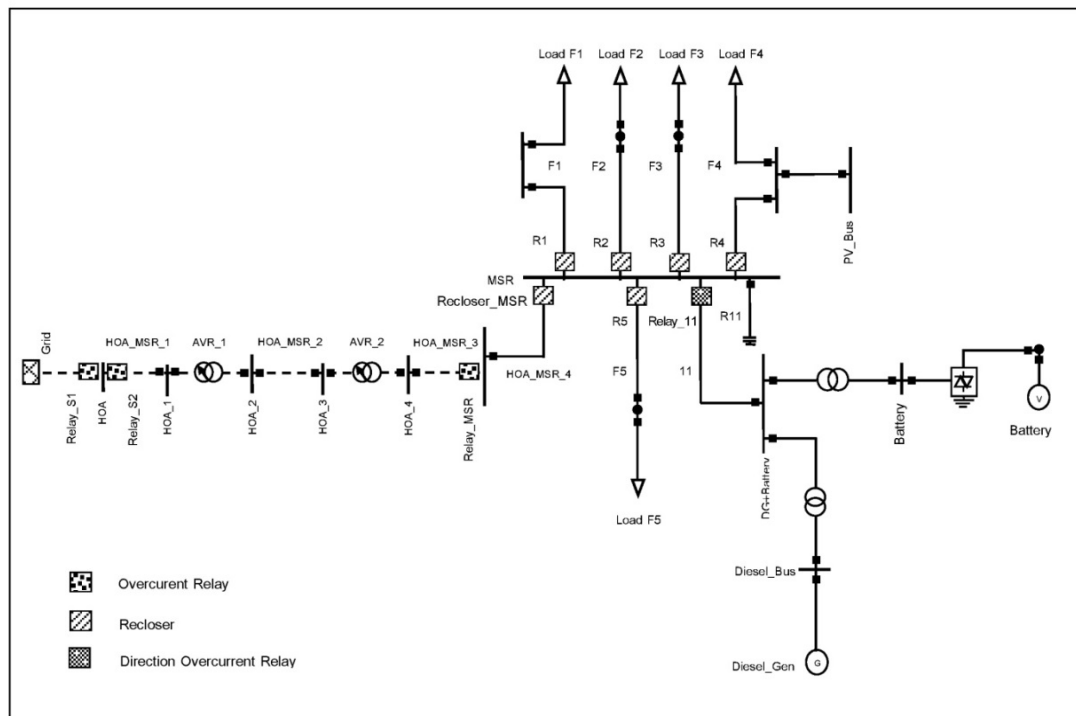 Load F1
Load F2
Load F3
Load F4
F1
F2
F3
F4
R1
R2
R3
R4
PV_Bus
MSR
Recloser_MSR
R5
Relay_11
R11
Grid
HOA_MSR_1
AVR_1
HOA_MSR_2
AVR_2
HOA_MSR_3
HOA_MSR_4
F5
11
Relay_S1
HOA
Relay_S2
HOA_1
HOA_2
HOA_3
HOA_4
Relay_MSR
Battery
V
Battery
DG+Battery
Load F5
Diesel_Bus
Overcurent Relay
Recloser
Direction Overcurrent Relay
Diesel_Gen
G